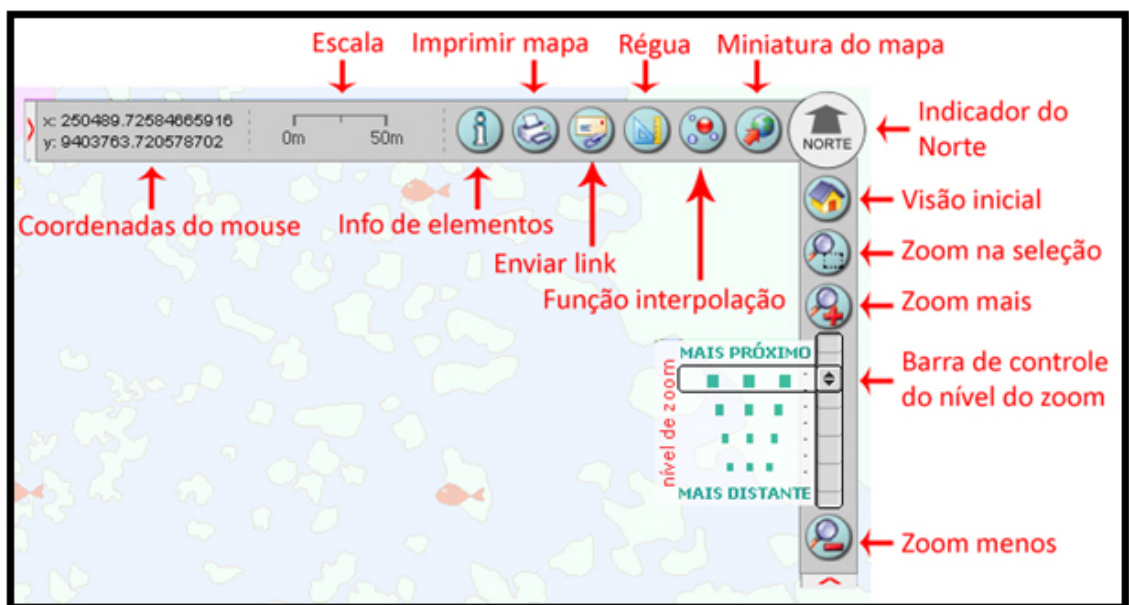 Escala
Imprimir mapa
Régua
Miniatura do mapa
x: 250489.72584665916
y: 9403763.720578702
0m
50m
NORTE
Indicador do
Norte
Coordenadas do mouse
Info de elementos
Enviar link
Função interpolação
Visão inicial
Zoom na seleção
Zoom mais
MAIS PRÓXIMO
nível de zoom
MAIS DISTANTE
Barra de controle
do nível do zoom
Zoom menos